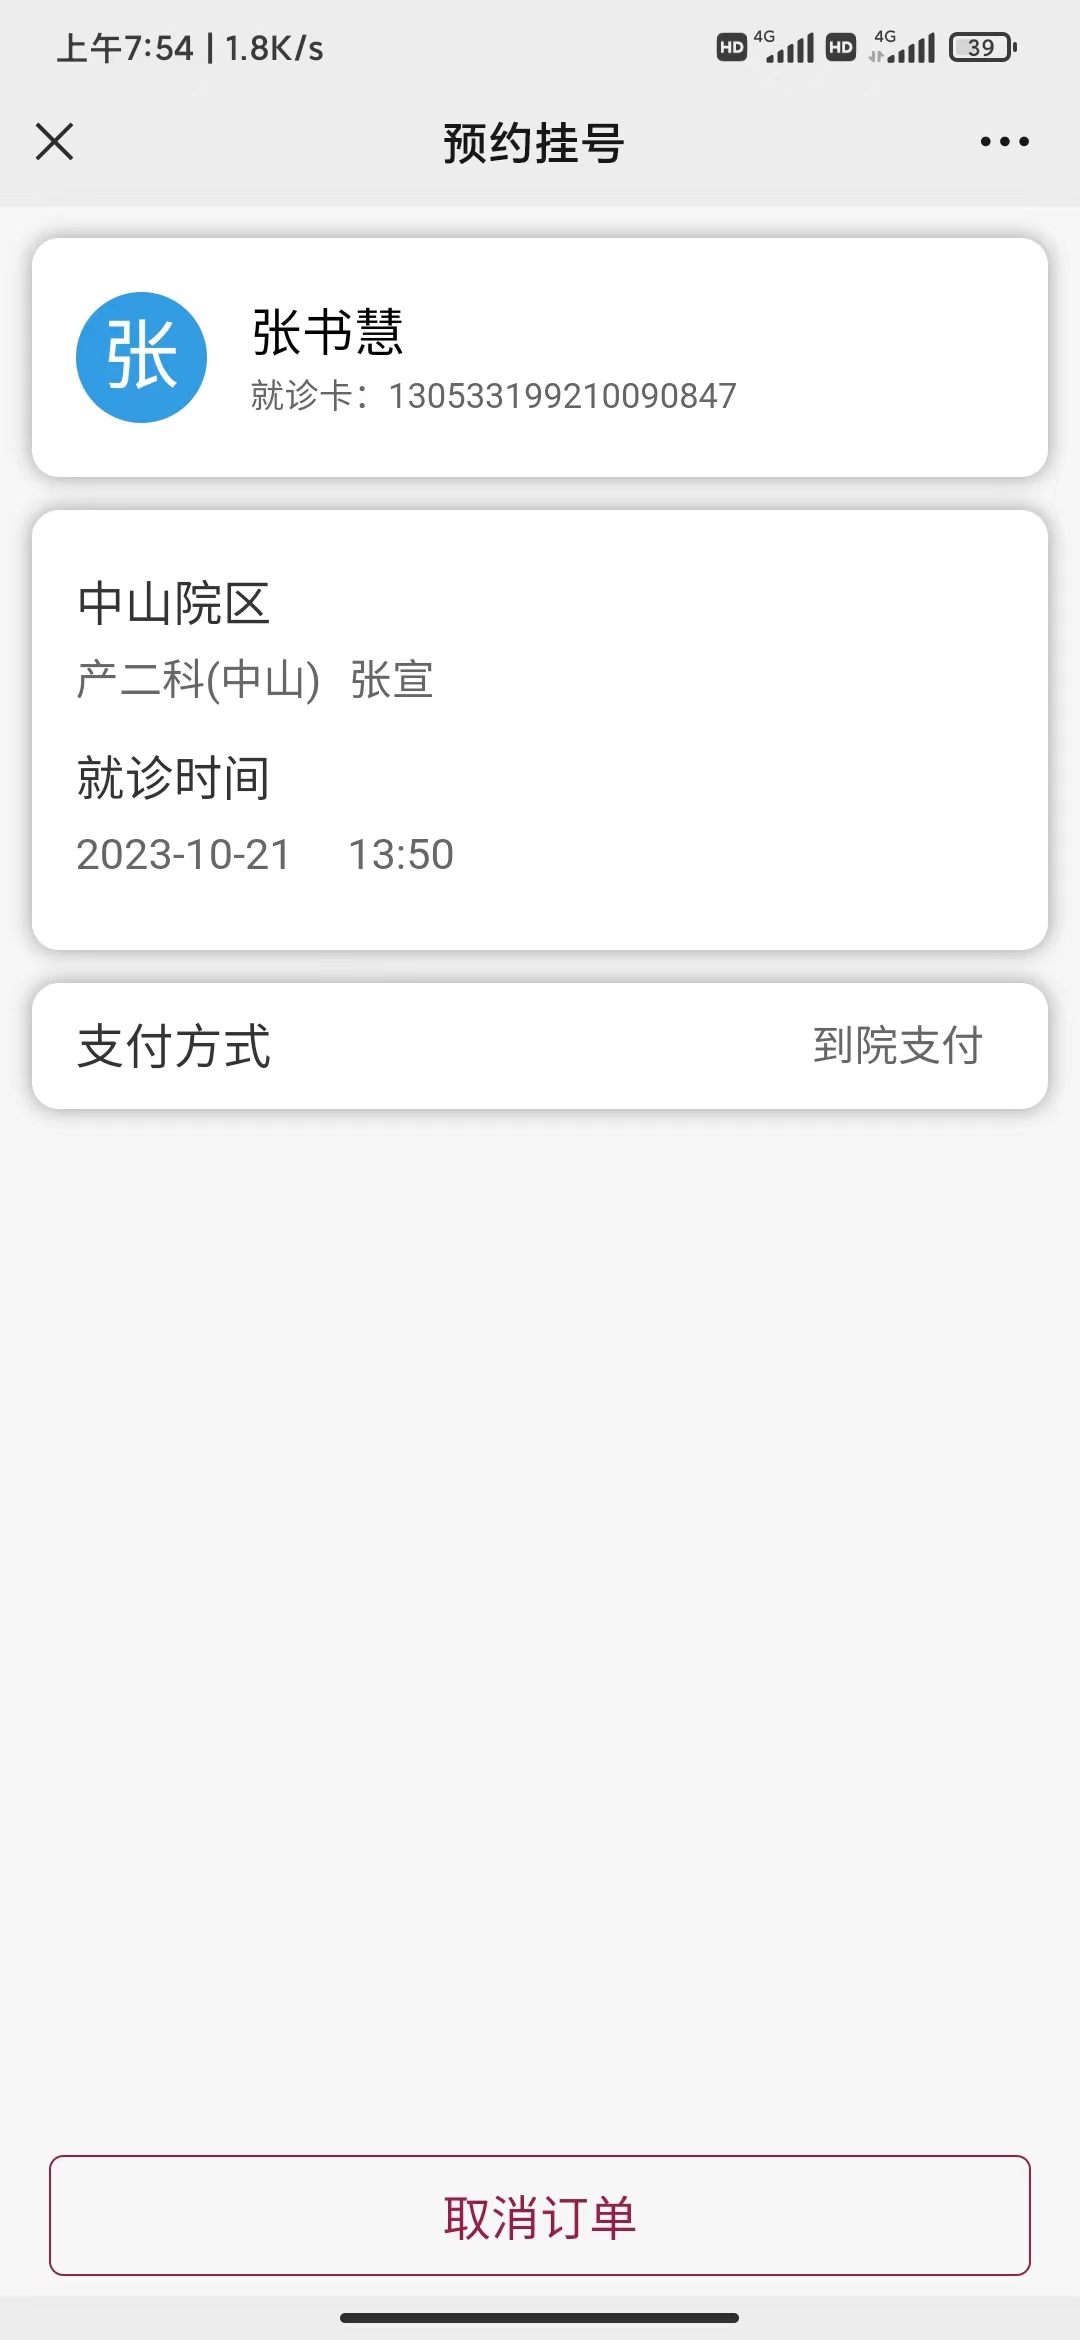 上午7:54 | 1.8K/s HD 4G HD 4G 39
预约挂号
张
张书慧
就诊卡：130533199210090847
中山院区
产二科(中山) 张宣
就诊时间
2023-10-21 13:50
支付方式 到院支付
取消订单